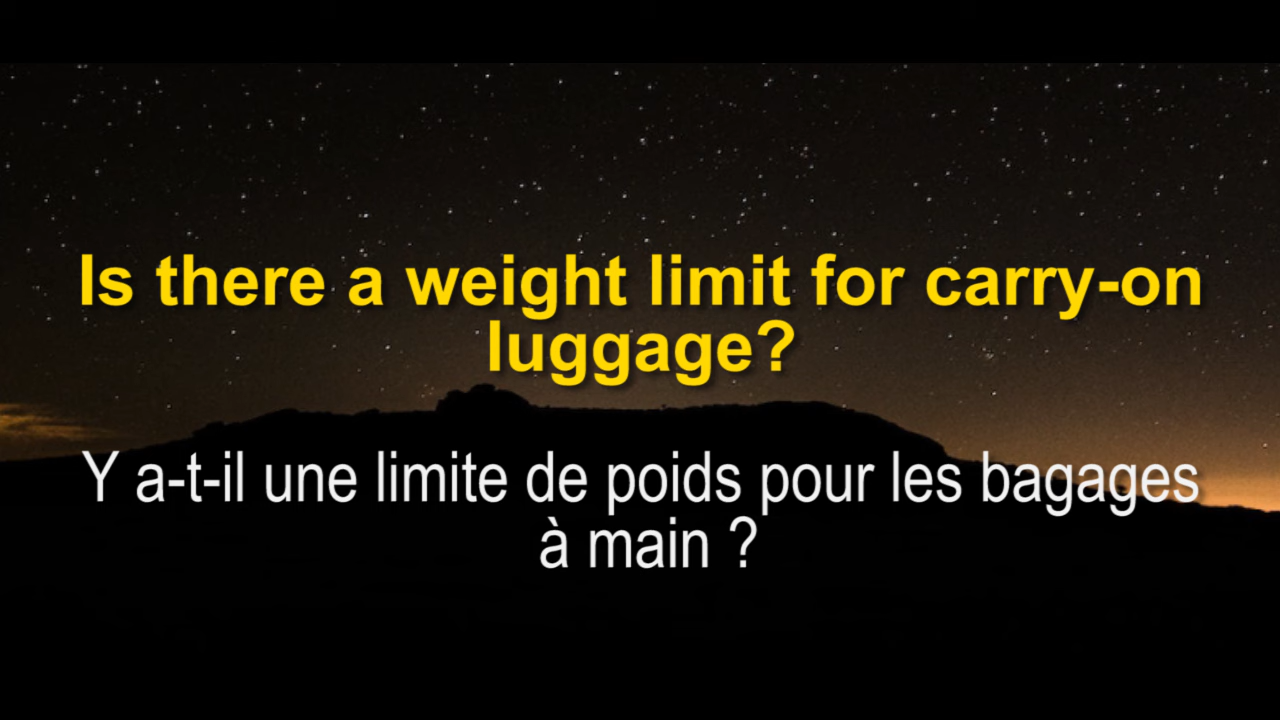 Is there a weight limit for carry-on
luggage?
Y a-t-il une limite de poids pour les bagages
à main ?